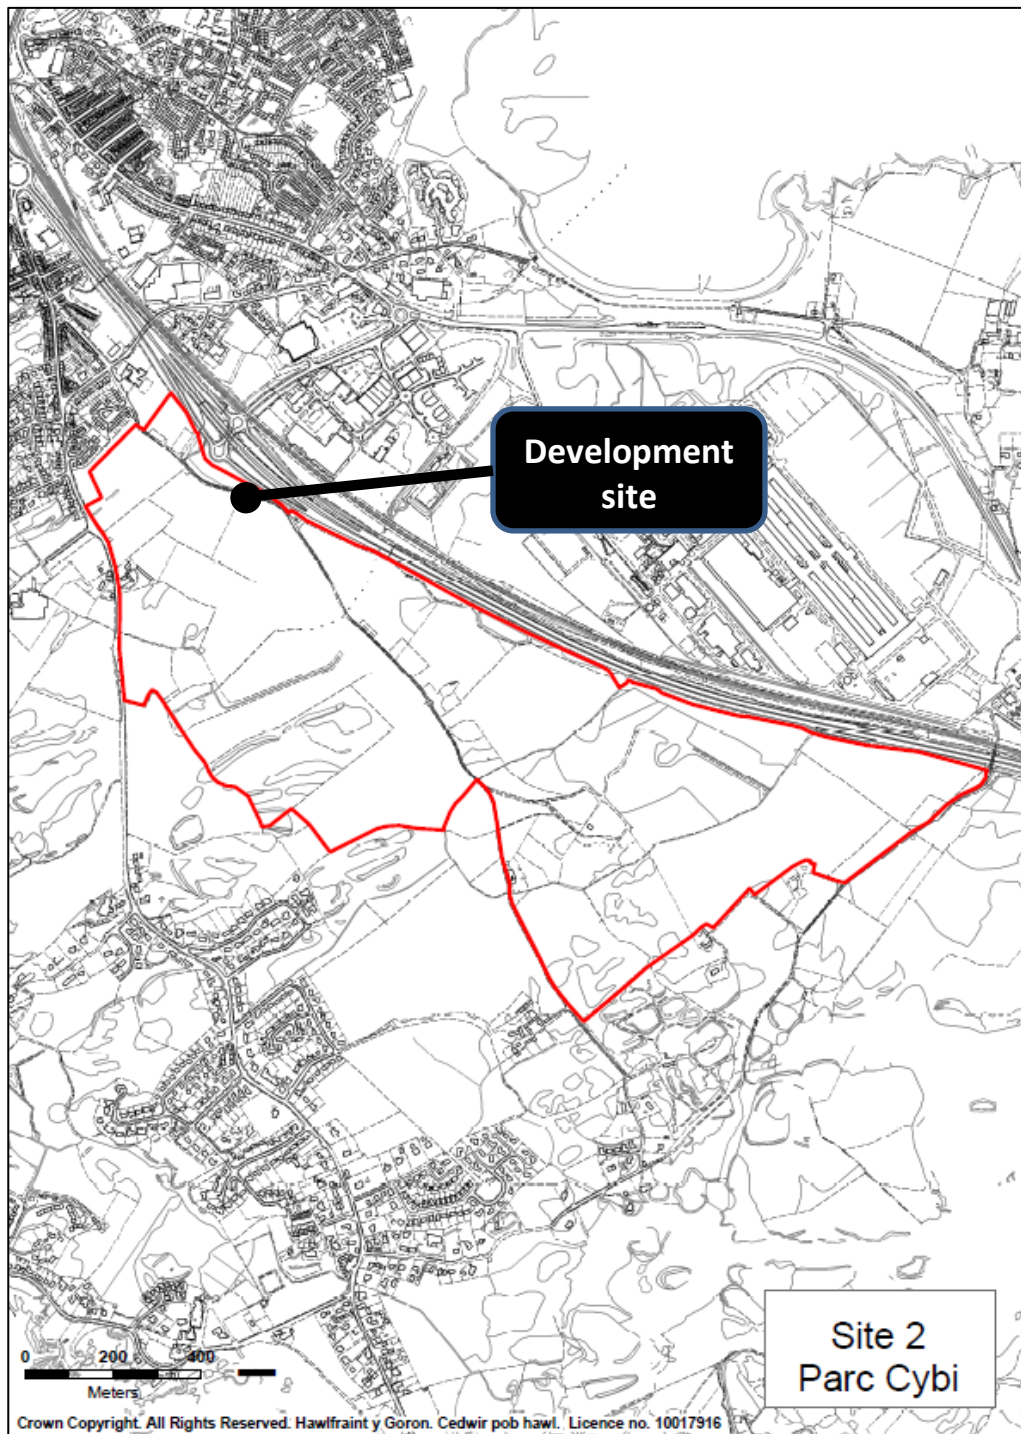 Development
site
Site 2
Parc Cybi
0 200 400
Meters
Crown Copyright. All Rights Reserved. Hawlfraint y Goron. Cedwir pob hawl. Licence no. 10017916